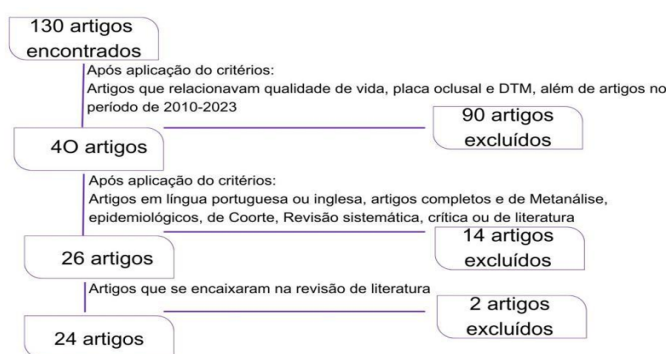 130 artigos
encontrados
Após aplicação do critérios:
Artigos que relacionavam qualidade de vida, placa oclusal e DTM, além de artigos no
período de 2010-2023
90 artigos
excluídos
4O artigos
Após aplicação do critérios:
Artigos em língua portuguesa ou inglesa, artigos completos e de Metanálise,
epidemiológicos, de Coorte, Revisão sistemática, crítica ou de literatura
14 artigos
excluídos
26 artigos
Artigos que se encaixaram na revisão de literatura
2 artigos
excluídos
24 artigos